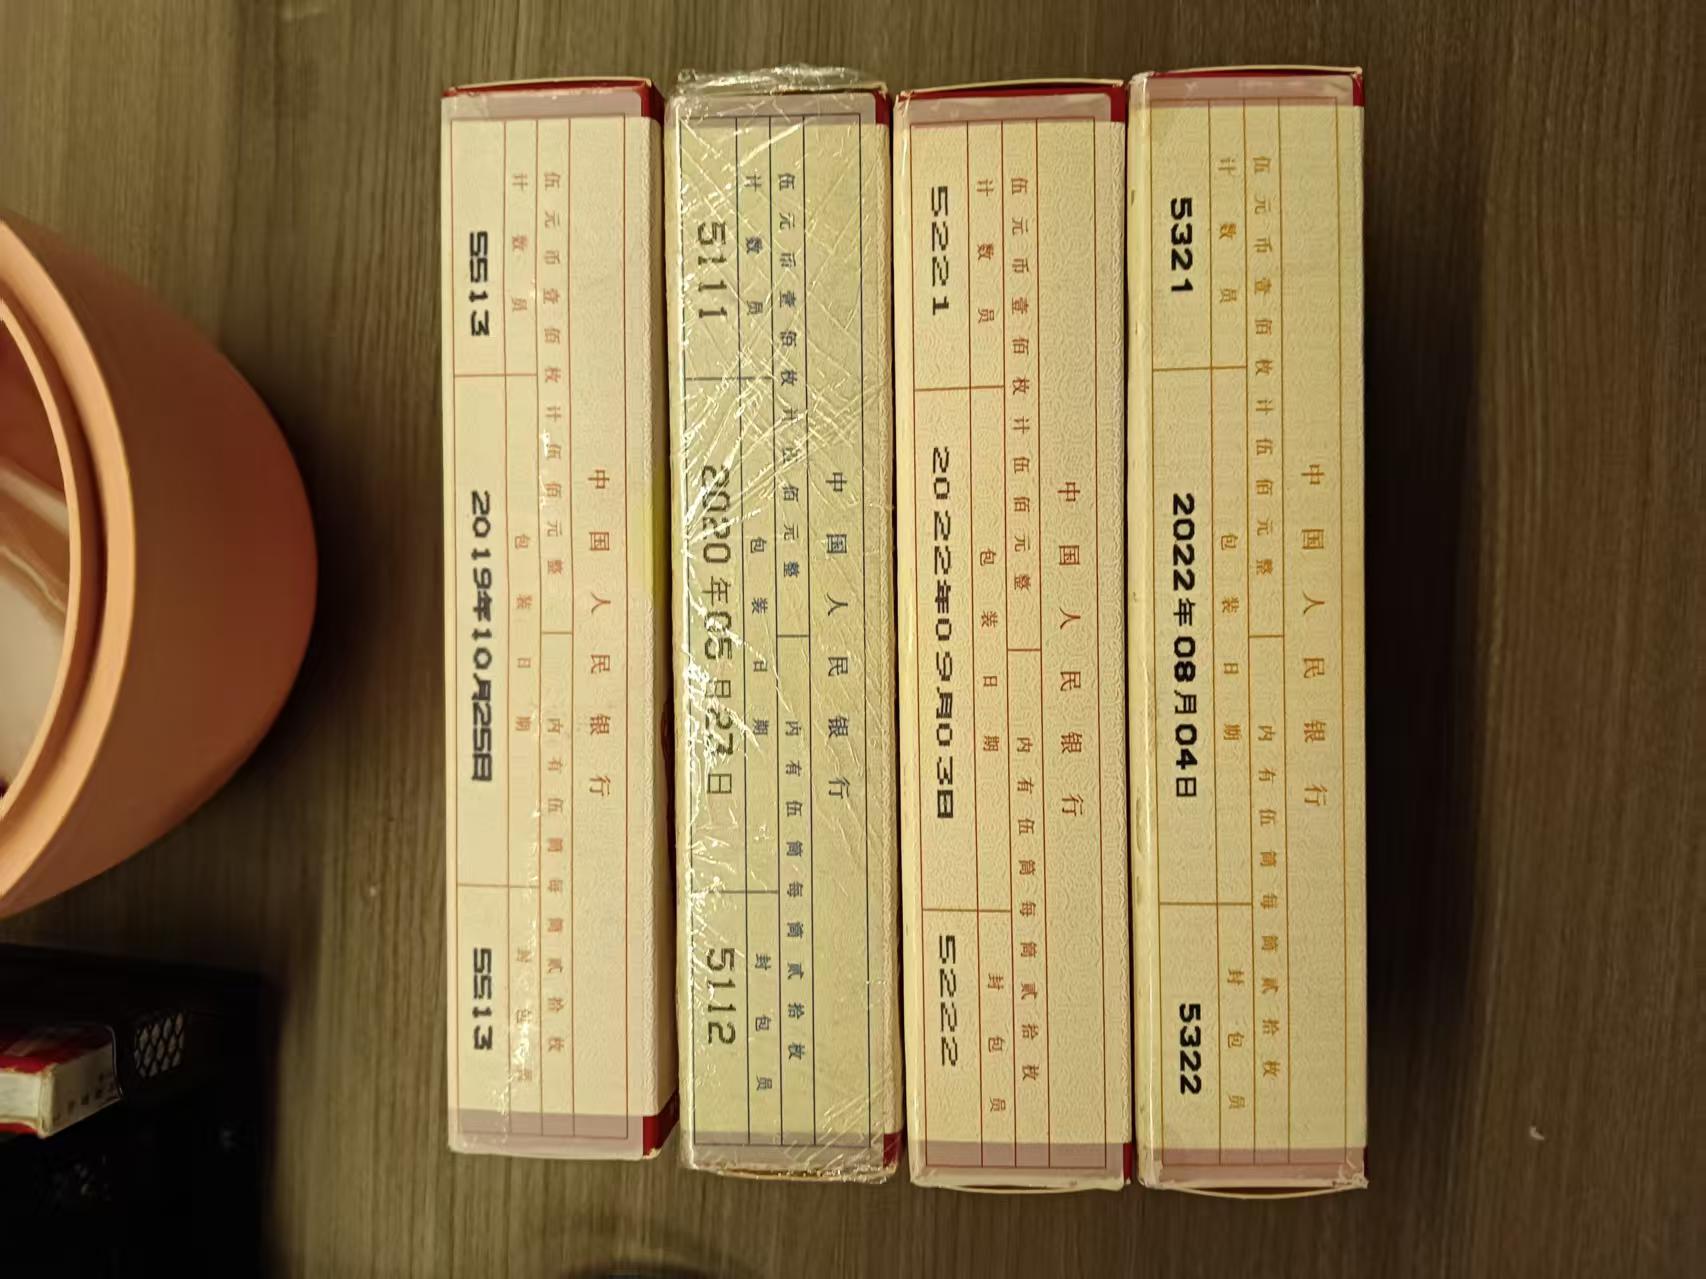 中国人民银行
伍元币壹佰枚计伍佰元整 内有伍筒每筒贰拾枚
计数员 包装日期 封包员
5321 2022年08月04日 5322
中国人民银行
伍元币壹佰枚计伍佰元整 内有伍筒每筒贰拾枚
计数员 包装日期 封包员
5221 2022年09月03日 5222
中国人民银行
伍元币壹佰枚计伍佰元整 内有伍筒每筒贰拾枚
计数员 包装日期 封包员
5111 2020年05月27日 5112
中国人民银行
伍元币壹佰枚计伍佰元整 内有伍筒每筒贰拾枚
计数员 包装日期 封包员
5513 2019年10月25日 5513